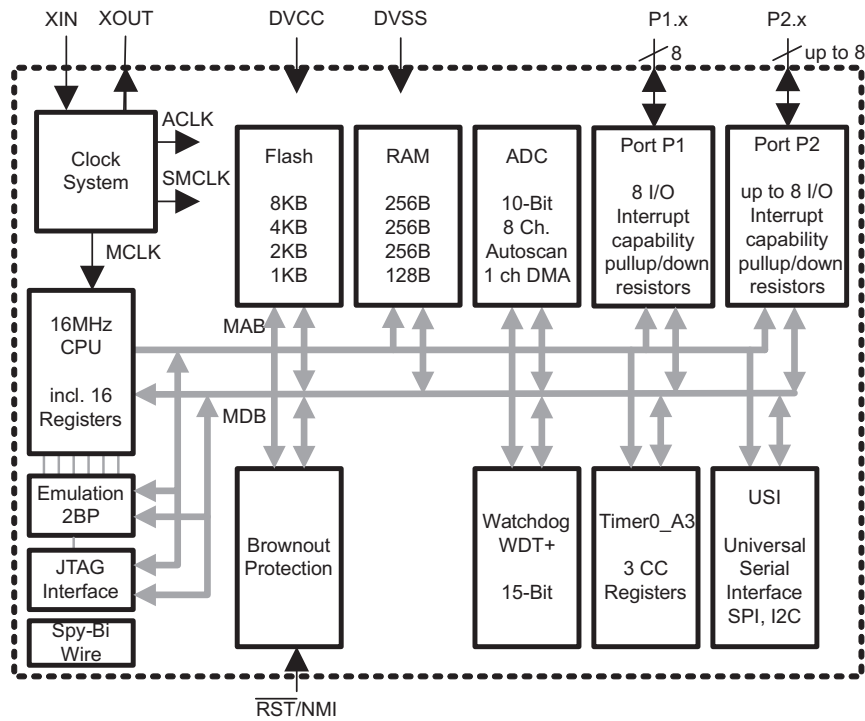 XIN XOUT DVCC DVSS P1.x P2.x
8 up to 8
Clock
System
ACLK
SMCLK
MCLK
Flash
8KB
4KB
2KB
1KB
RAM
256B
256B
256B
128B
ADC
10-Bit
8 Ch.
Autoscan
1 ch DMA
Port P1
8 I/O
Interrupt
capability
pullup/down
resistors
Port P2
up to 8 I/O
Interrupt
capability
pullup/down
resistors
16MHz
CPU
incl. 16
Registers
MAB
MDB
Emulation
2BP
JTAG
Interface
Spy-Bi
Wire
Brownout
Protection
Watchdog
WDT+
15-Bit
Timer0_A3
3 CC
Registers
USI
Universal
Serial
Interface
SPI, I2C
R̅S̅T̅/NMI